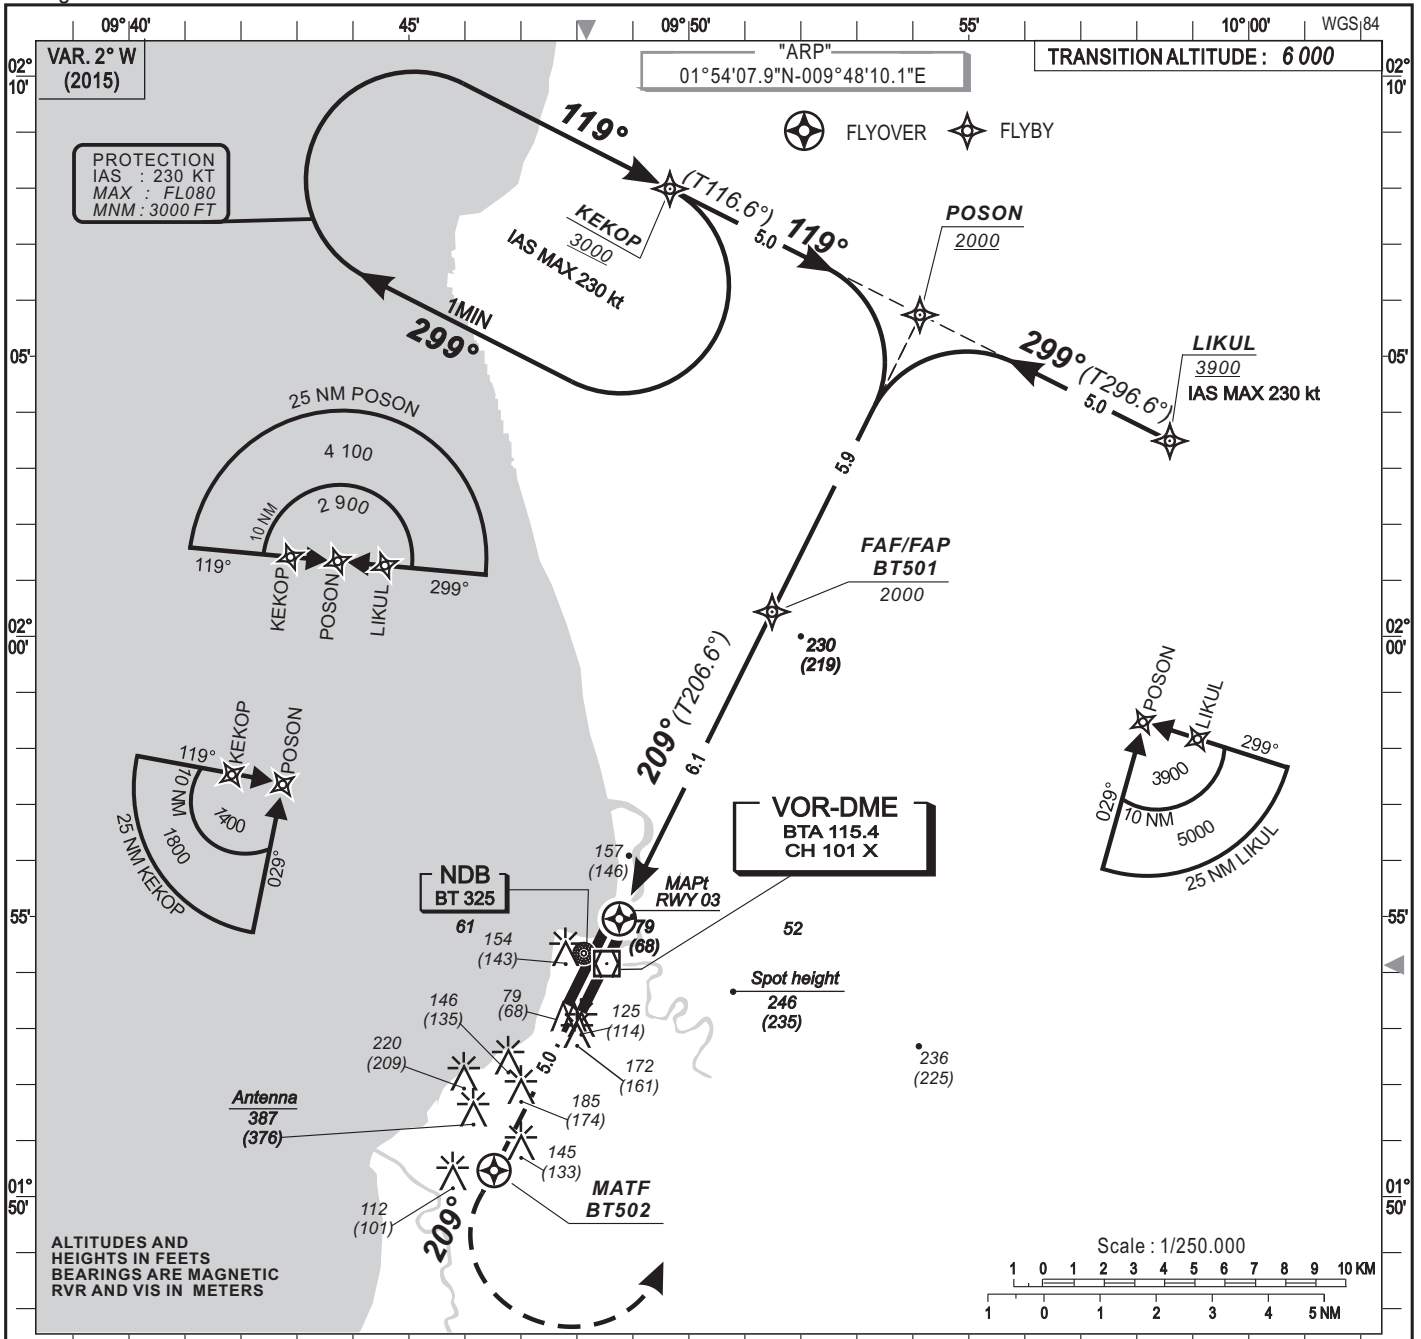 09°40' 45' 09°50' 55' 10°00' WGS 84
VAR. 2° W
(2015)
"ARP"
01°54'07.9"N-009°48'10.1"E
TRANSITION ALTITUDE : 6 000
02°
10'
02°
10'
FLYOVER FLYBY
PROTECTION
IAS : 230 KT
MAX : FL080
MNM : 3000 FT
119°
(T116.6°)
5.0
119°
KEKOP
3000
IAS MAX 230 kt
POSON
2000
1MIN
299°
05'
05'
299° (T296.6°)
5.0
LIKUL
3900
IAS MAX 230 kt
25 NM POSON
4 100
2 900
10 NM
119°
299°
KEKOP
POSON
LIKUL
5.9
FAF/FAP
BT501
2000
02°
00'
02°
00'
230
(219)
209° (T206.6°)
6.1
119°
KEKOP
POSON
10 NM
1400
1800
25 NM KEKOP
029°
POSON
LIKUL
299°
029°
3900
10 NM
5000
25 NM LIKUL
VOR-DME
BTA 115.4
CH 101 X
157
(146)
NDB
BT 325
61
MAPt
RWY 03
79
(68)
52
55'
55'
154
(143)
Spot height
246
(235)
146
(135)
79
(68)
125
(114)
220
(209)
5.0
172
(161)
236
(225)
Antenna
387
(376)
185
(174)
145
(133)
MATF
BT502
112
(101)
209°
01°
50'
01°
50'
ALTITUDES AND
HEIGHTS IN FEETS
BEARINGS ARE MAGNETIC
RVR AND VIS IN METERS
Scale : 1/250.000
1 0 1 2 3 4 5 6 7 8 9 10 KM
1 0 1 2 3 4 5 NM